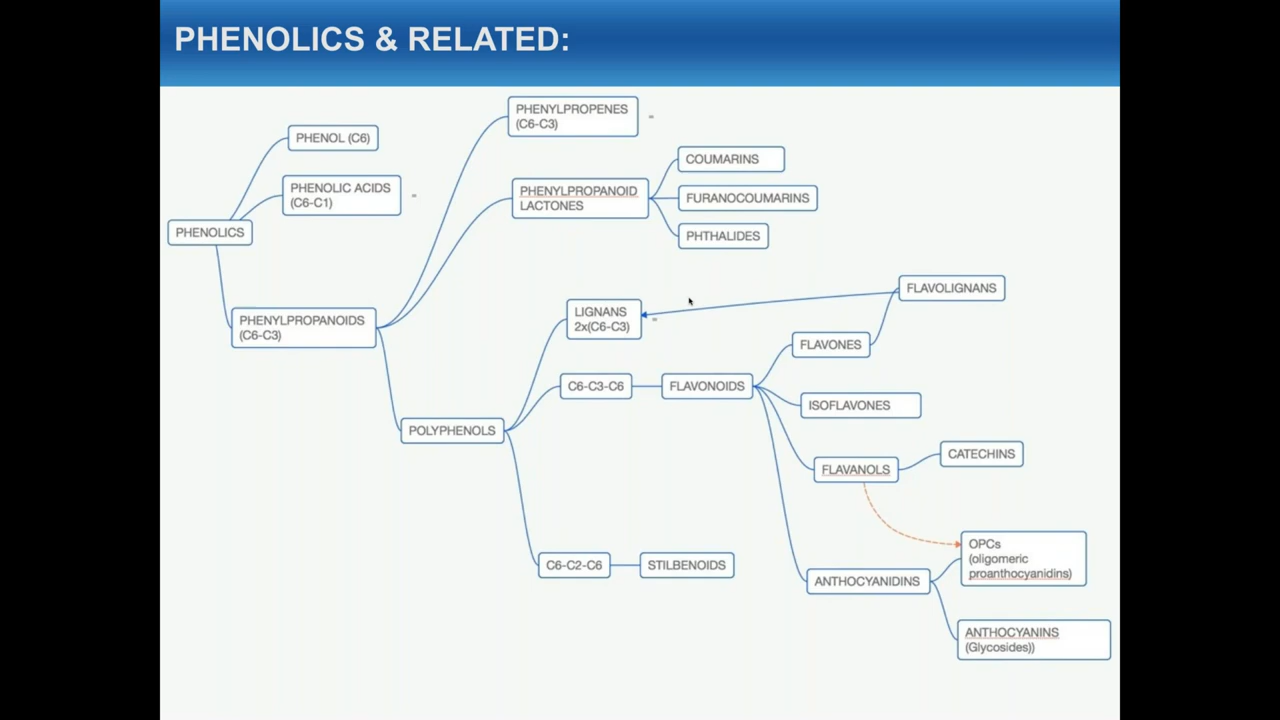 PHENOLICS & RELATED:
PHENYLPROPENES
(C6-C3)
PHENOL (C6)
COUMARINS
PHENOLIC ACIDS
(C6-C1)
PHENYLPROPANOID
LACTONES
FURANOCOUMARINS
PHENOLICS
PHTHALIDES
FLAVOLIGNANS
LIGNANS
2x(C6-C3)
PHENYLPROPANOIDS
(C6-C3)
FLAVONES
C6-C3-C6
FLAVONOIDS
ISOFLAVONES
POLYPHENOLS
CATECHINS
FLAVANOLS
OPCs
(oligomeric
proanthocyanidins)
C6-C2-C6
STILBENOIDS
ANTHOCYANIDINS
ANTHOCYANINS
(Glycosides))